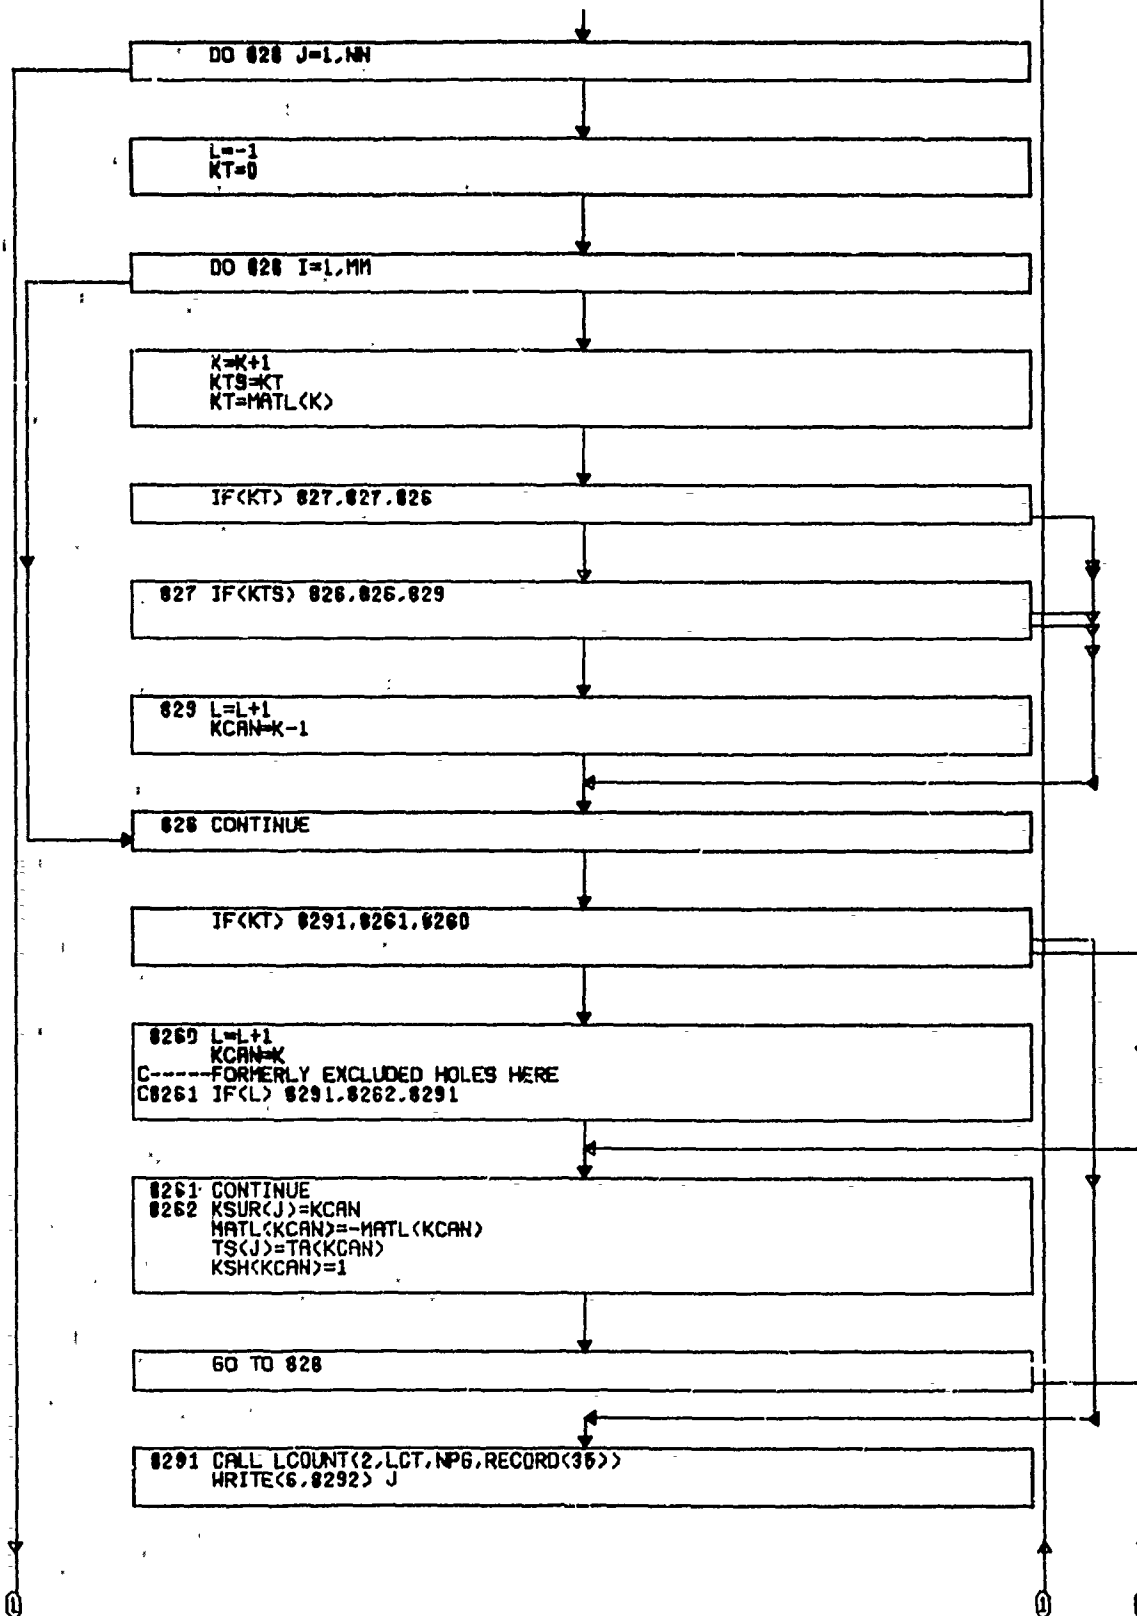 DO 828 J=1,NN
L=-1
KT=0
DO 826 I=1,MM
K=K+1
KTS=KT
KT=MATL(K)
IF(KT) 827,827,826
827 IF(KTS) 826,826,829
829 L=L+1
KCAN=K-1
826 CONTINUE
IF(KT) 8291,8261,8260
8260 L=L+1
KCAN=K
C-----FORMERLY EXCLUDED HOLES HERE
C8261 IF(L) 8291,8262,8291
8261 CONTINUE
8262 KSUR(J)=KCAN
MATL(KCAN)=-MATL(KCAN)
TS(J)=TA(KCAN)
KSH(KCAN)=1
GO TO 828
8291 CALL LCOUNT(2,LCT,NPG,RECORD(36))
WRITE(6,8292) J
1 1